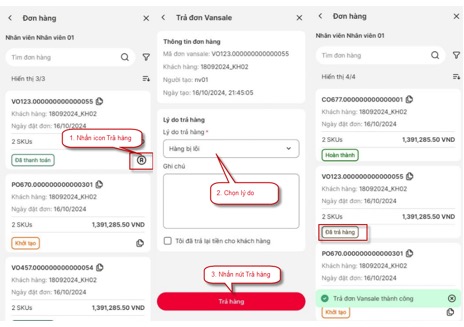 Đơn hàng
Nhân viên Nhân viên 01
Tìm đơn hàng
Hiển thị 3/3
VO123.000000000000055
Khách hàng: 18092024_KH02
Ngày đặt đơn: 16/10/2024
2 SKUs
Đã thanh toán
R
1. Nhấn icon Trả hàng
PO670.000000000000301
Khách hàng: 18092024_KH02
Ngày đặt đơn: 16/10/2024
2 SKUs 1,391,285.50 VND
Khởi tạo
VO457.000000000000054
Khách hàng: 18092024_KH02
Ngày đặt đơn: 16/10/2024
2 SKUs 1,391,285.50 VND
Trả đơn Vansale
Thông tin đơn hàng
Mã đơn vansale: VO123.000000000000055
Khách hàng: 18092024_KH02
Người tạo: nv01
Ngày tạo: 16/10/2024, 21:45:05
Lý do trả hàng
Lý do trả hàng *
Hàng bị lỗi
Ghi chú
2. Chọn lý do
Tôi đã trả lại tiền cho khách hàng
3. Nhấn nút Trả hàng
Trả hàng
Đơn hàng
Nhân viên Nhân viên 01
Tìm đơn hàng
Hiển thị 4/4
CO677.000000000000001
Khách hàng: 18092024_KH02
Ngày đặt đơn: 16/10/2024
2 SKUs 1,391,285.50 VND
Hoàn thành
VO123.000000000000055
Khách hàng: 18092024_KH02
Ngày đặt đơn: 16/10/2024
2 SKUs 1,391,285.50 VND
Đã trả hàng
PO670.000000000000301
Khách hàng: 18092024_KH02
Trả đơn Vansale thành công
Khởi tạo